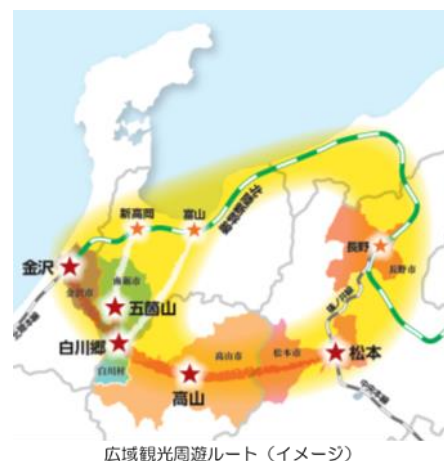 新高岡
富山
北陸新幹線
金沢
金沢市
南砺市
五箇山
長野
長野市
篠ノ井線
北陸本線
白川郷
白川村
高山市
高山
松本市
松本
中央本線
広域観光周遊ルート（イメージ）